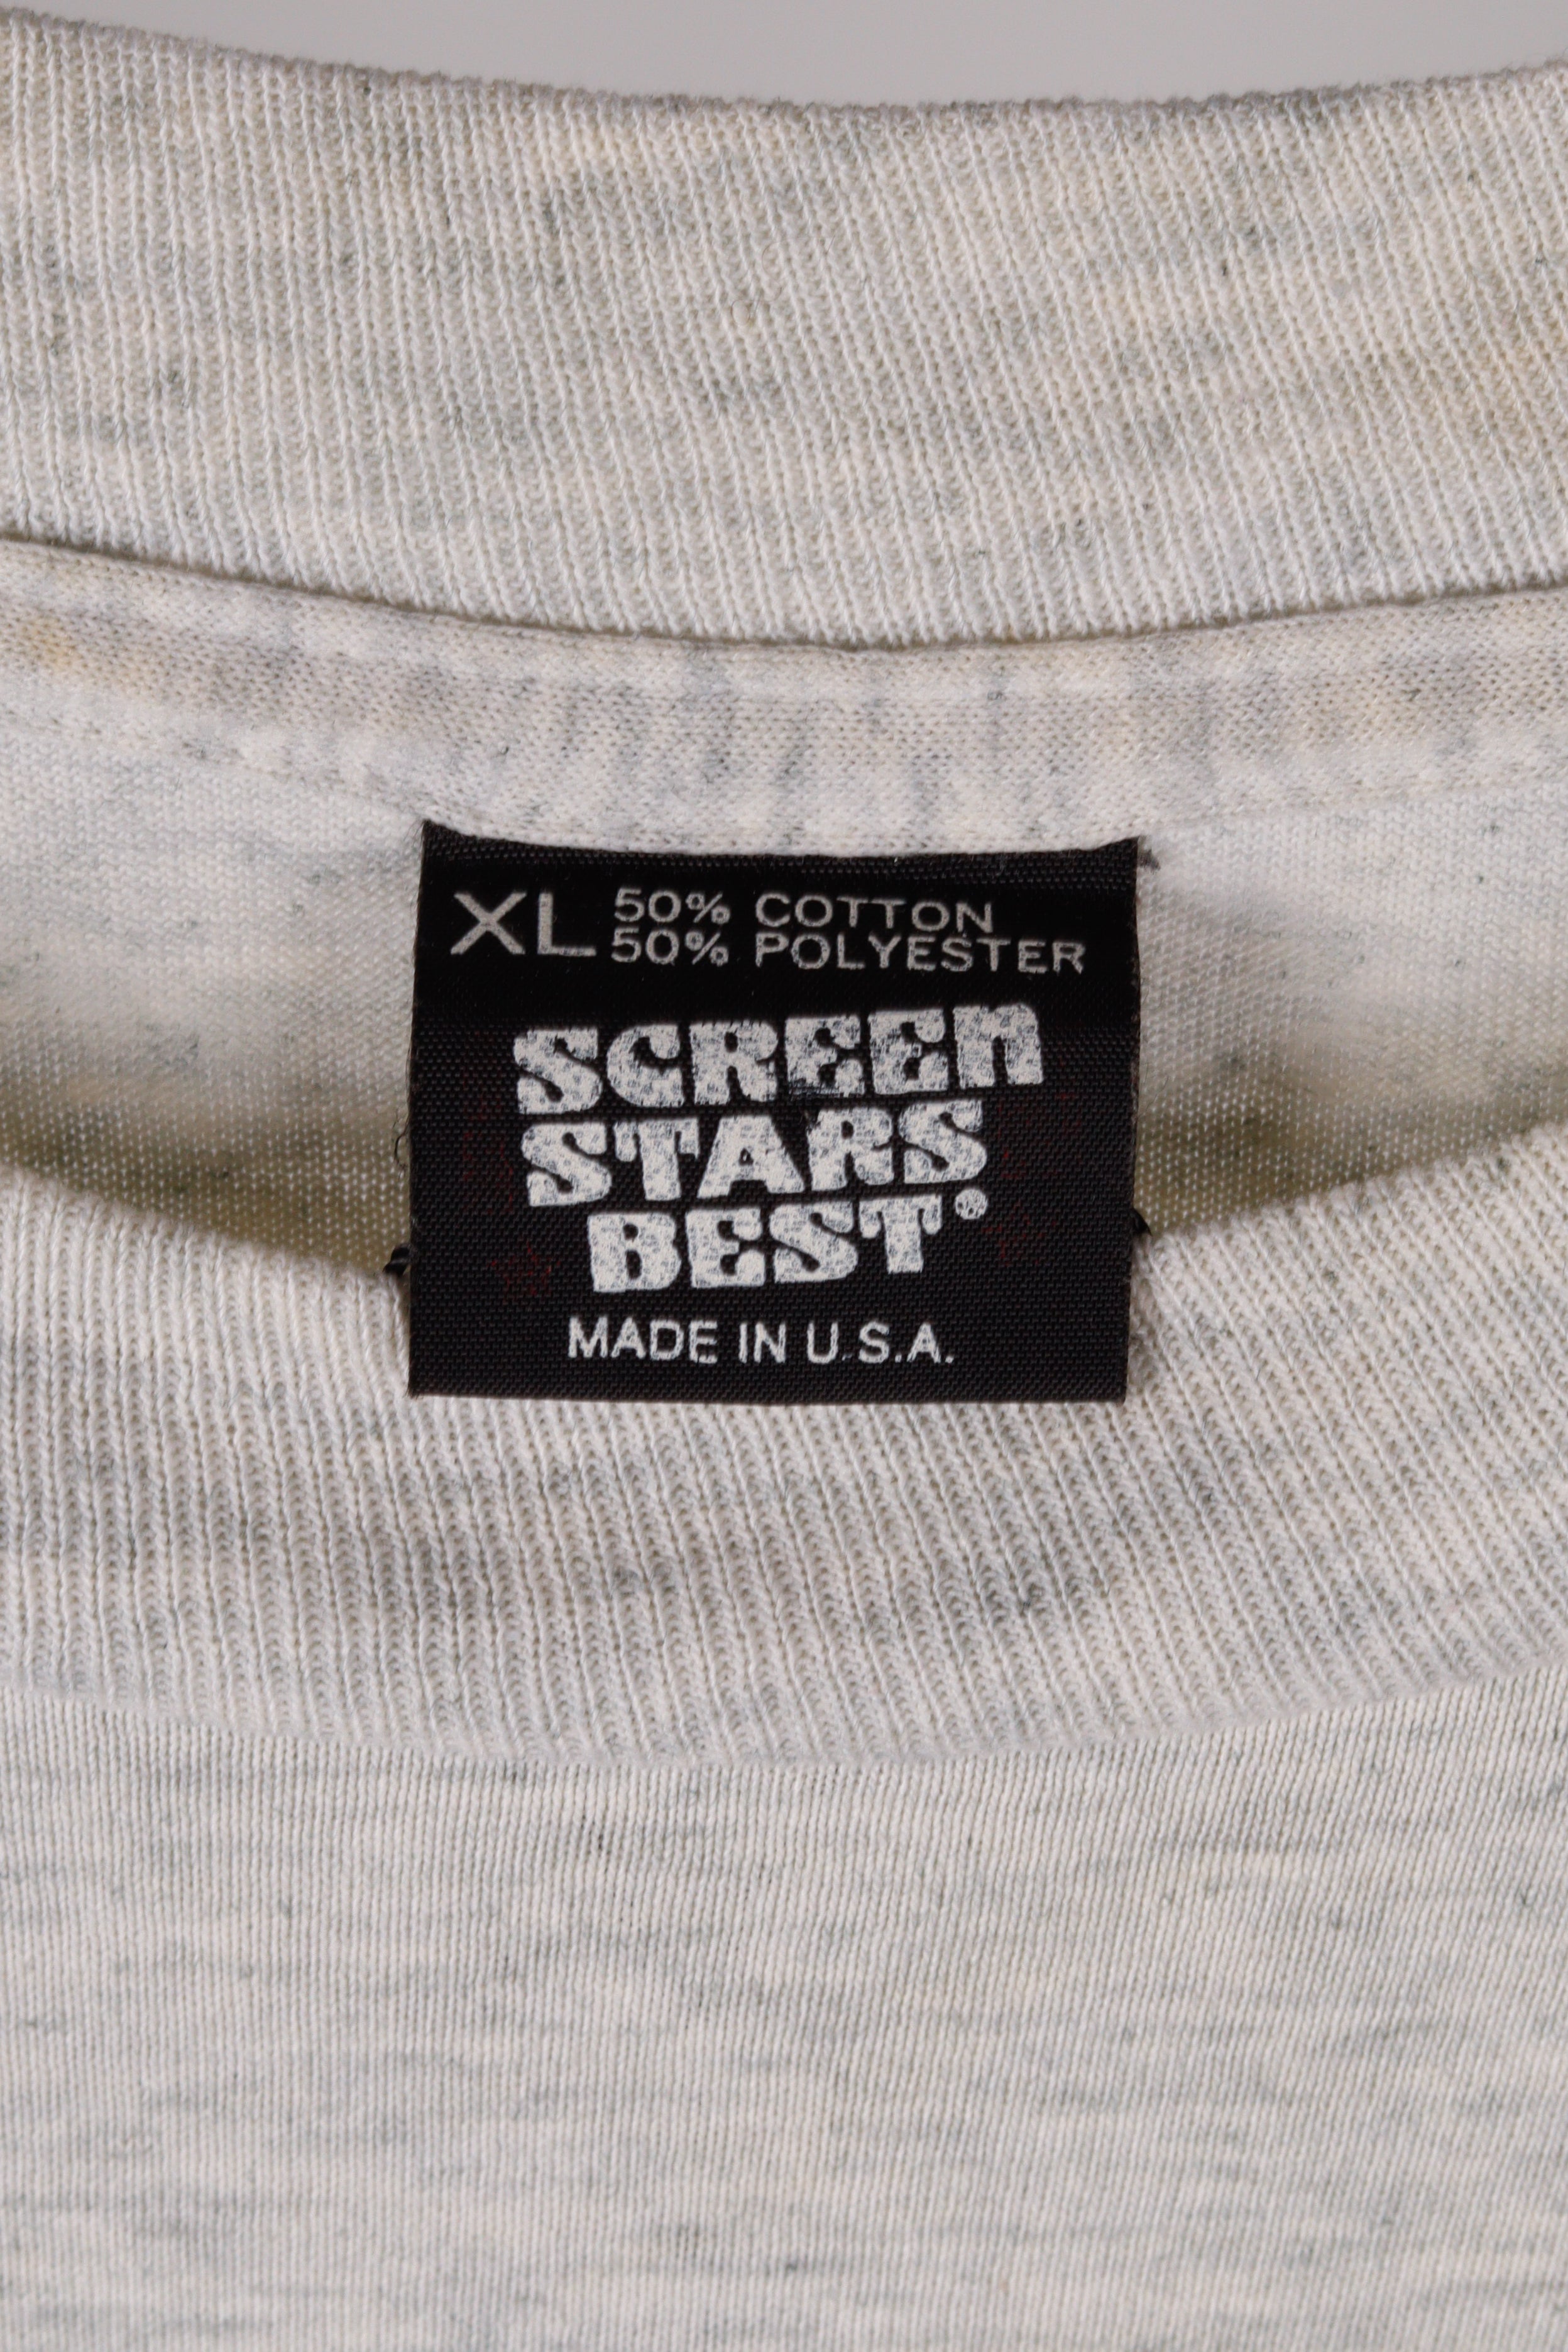 XL 50% COTTON
50% POLYESTER
SCREEN
STARS
BEST®
MADE IN U.S.A.